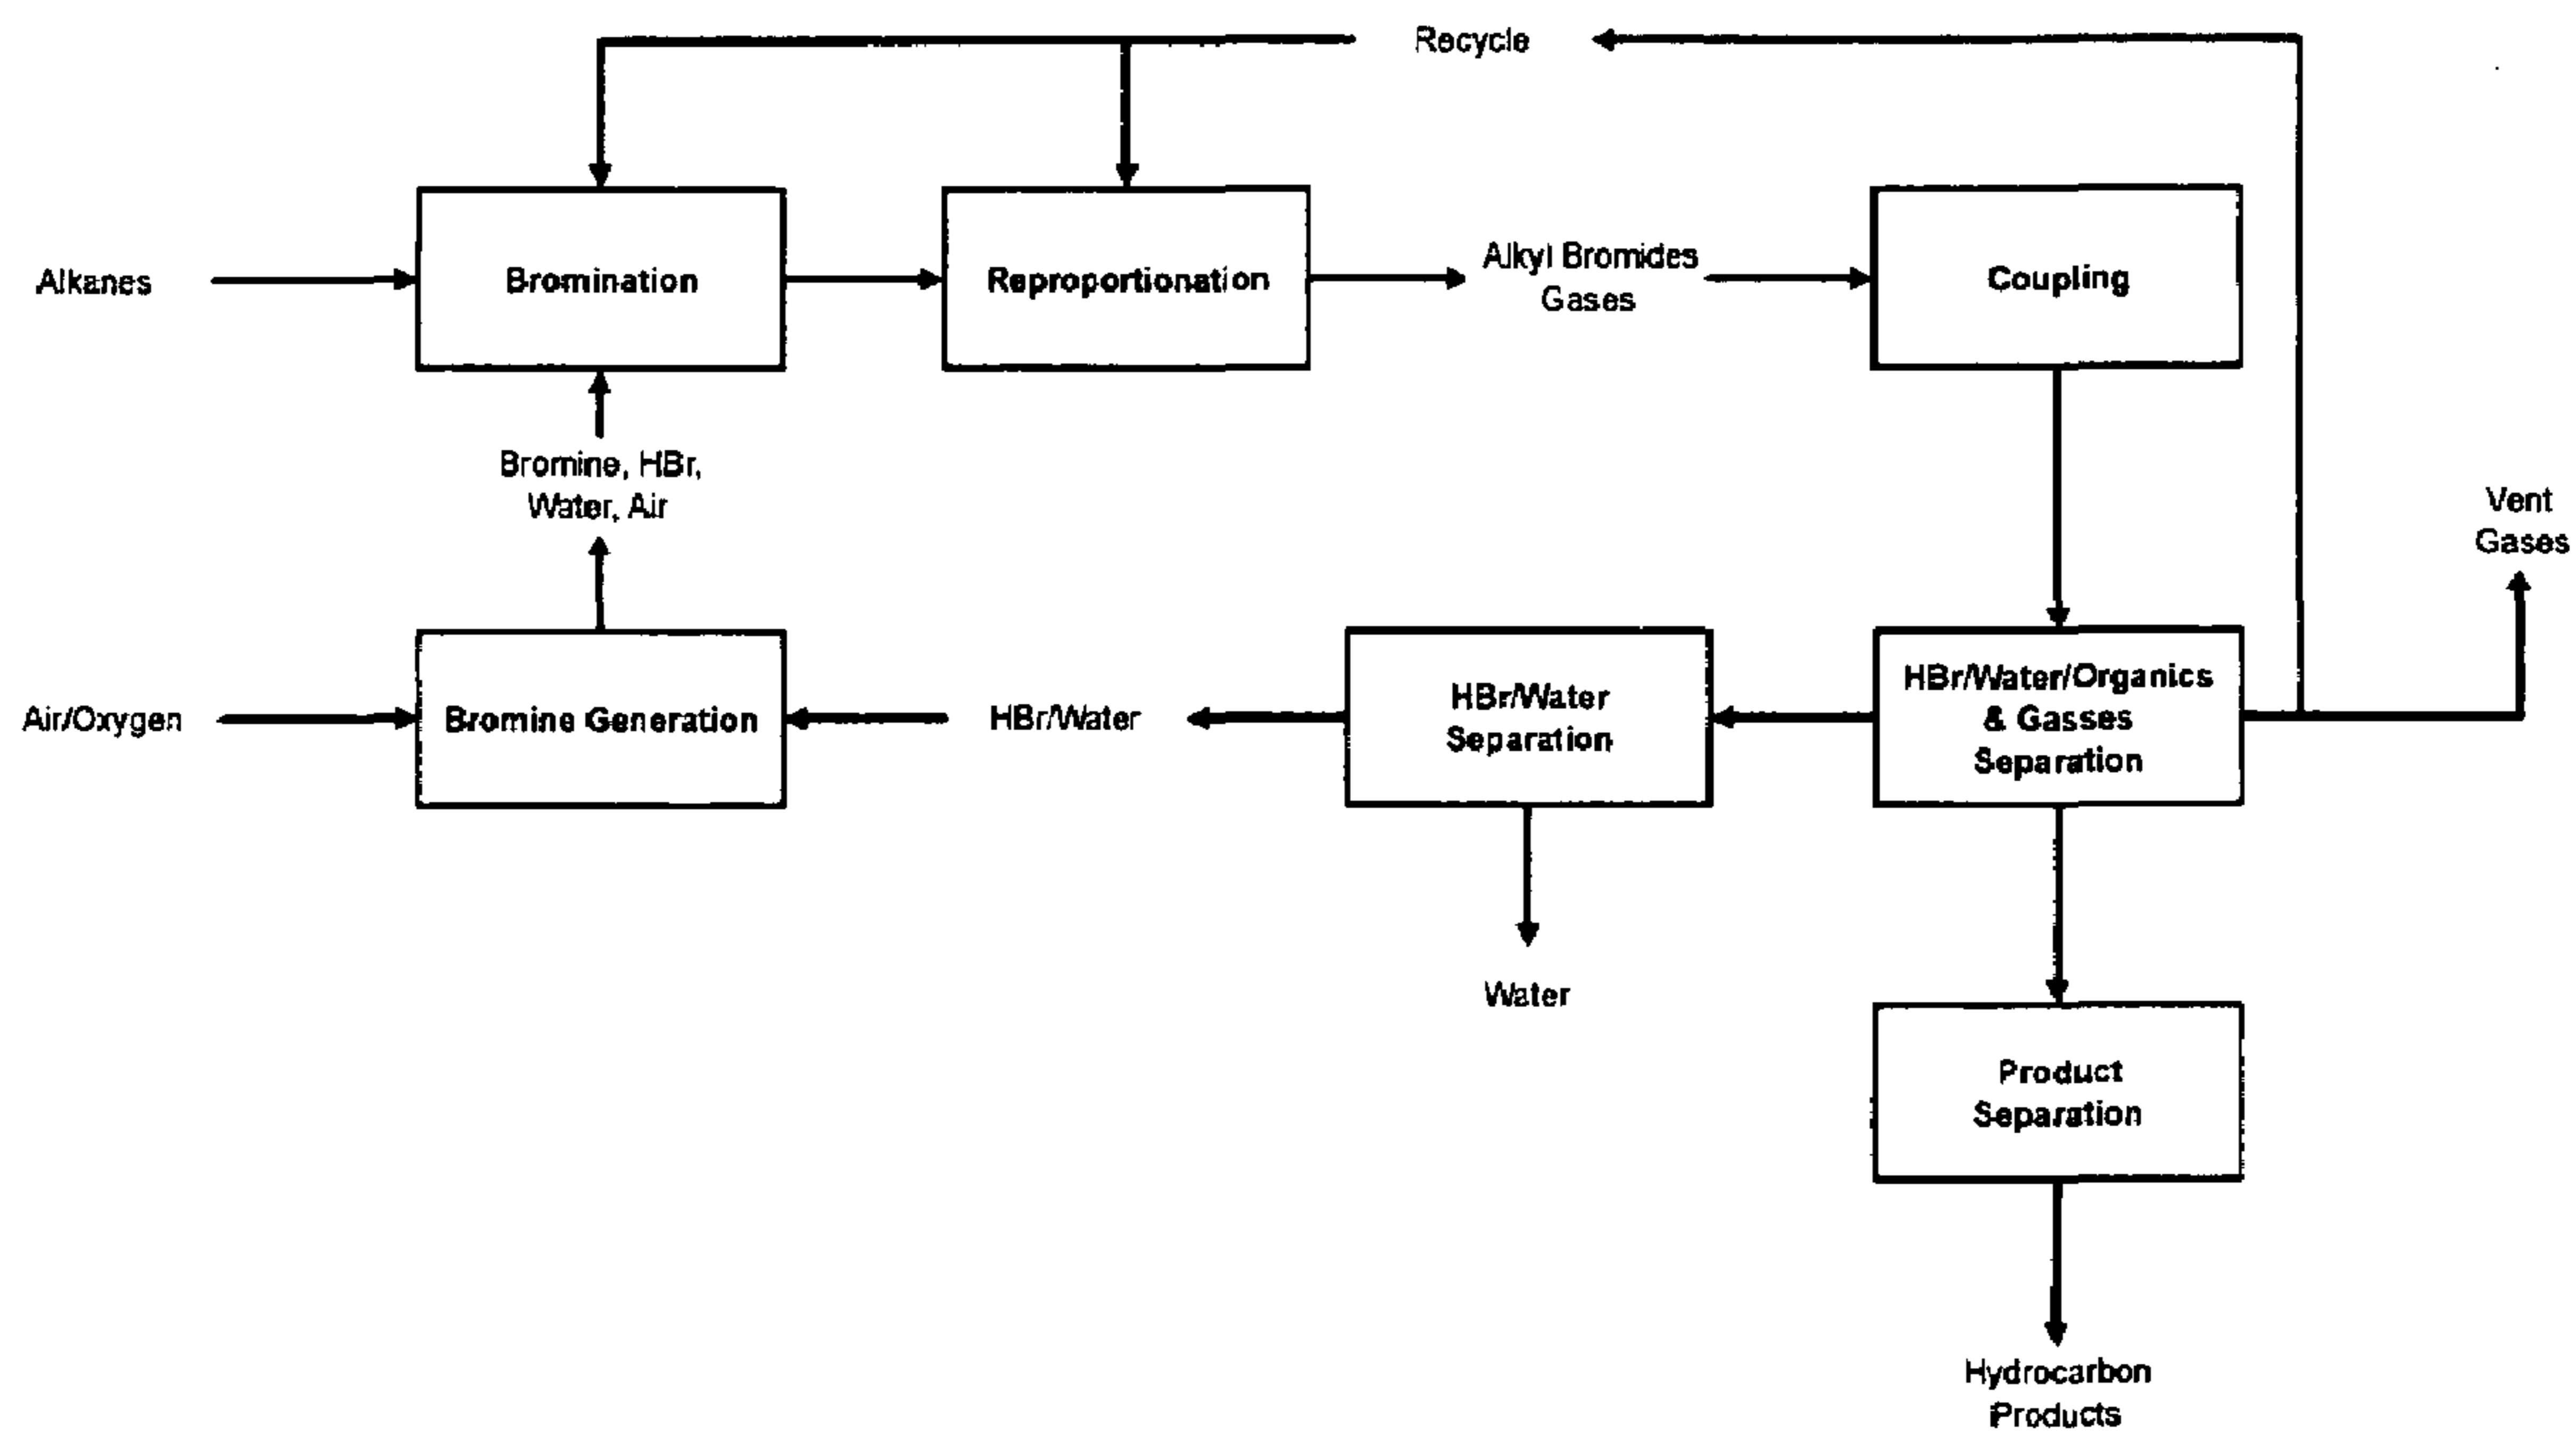 Recycle
Alkanes
Bromination
Reproportionation
Alkyl Bromides
Gases
Coupling
Bromine, HBr,
Water, Air
Vent
Gases
Air/Oxygen
Bromine Generation
HBr/Water
HBr/Water
Separation
HBr/Water/Organics
& Gasses
Separation
Water
Product
Separation
Hydrocarbon
Products